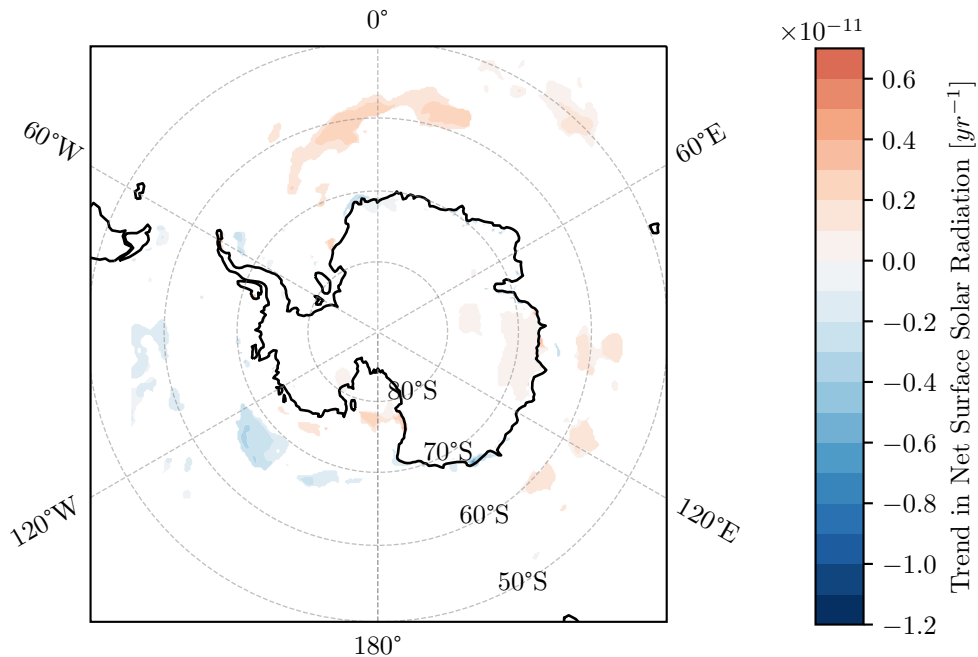 0°
×10⁻¹¹
60°W
60°E
80°S
70°S
60°S
50°S
120°W
120°E
180°
0.6
0.4
0.2
0.0
−0.2
−0.4
−0.6
−0.8
−1.0
−1.2
Trend in Net Surface Solar Radiation [yr⁻¹]